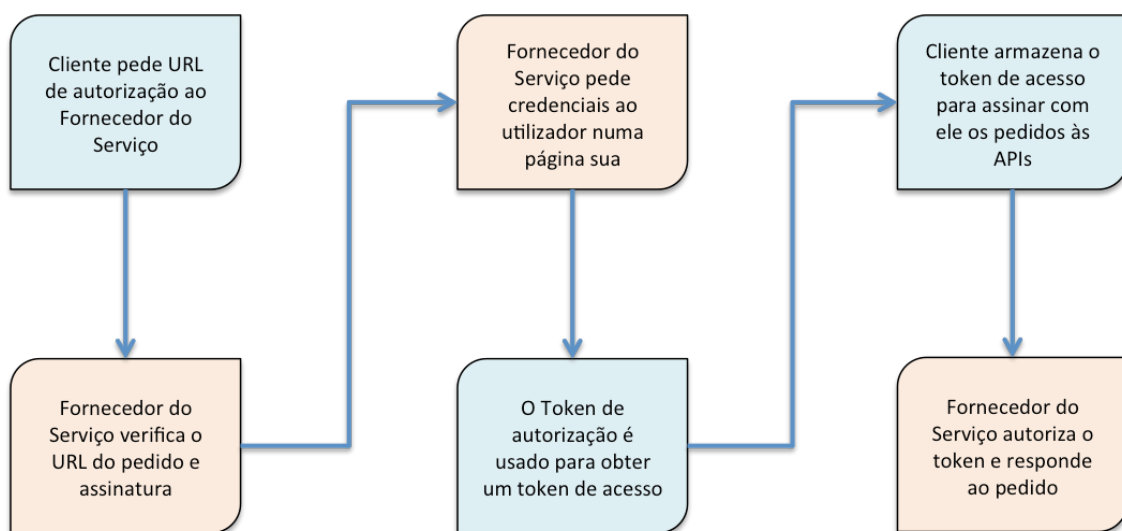 Cliente pede URL
de autorização ao
Fornecedor do
Serviço
Fornecedor do
Serviço verifica o
URL do pedido e
assinatura
Fornecedor do
Serviço pede
credenciais ao
utilizador numa
página sua
O Token de
autorização é
usado para obter
um token de acesso
Cliente armazena o
token de acesso
para assinar com
ele os pedidos às
APIs
Fornecedor do
Serviço autoriza o
token e responde
ao pedido